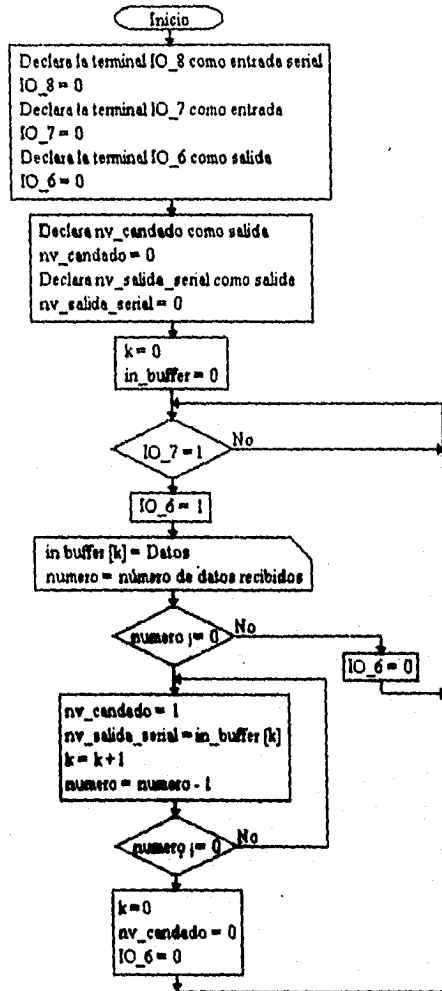 Inicio
Declara la terminal IO_8 como entrada serial
IO_8 = 0
Declara la terminal IO_7 como entrada
IO_7 = 0
Declara la terminal IO_6 como salida
IO_6 = 0
Declara nv_candado como salida
nv_candado = 0
Declara nv_salida_serial como salida
nv_salida_serial = 0
k = 0
in_buffer = 0
IO_7 = 1
No
IO_6 = 1
in buffer [k] = Datos
numero = número de datos recibidos
numero ¡= 0
No
IO_6 = 0
nv_candado = 1
nv_salida_serial = in_buffer [k]
k = k+1
numero = numero - 1
numero ¡= 0
No
k=0
nv_candado = 0
IO_6 = 0